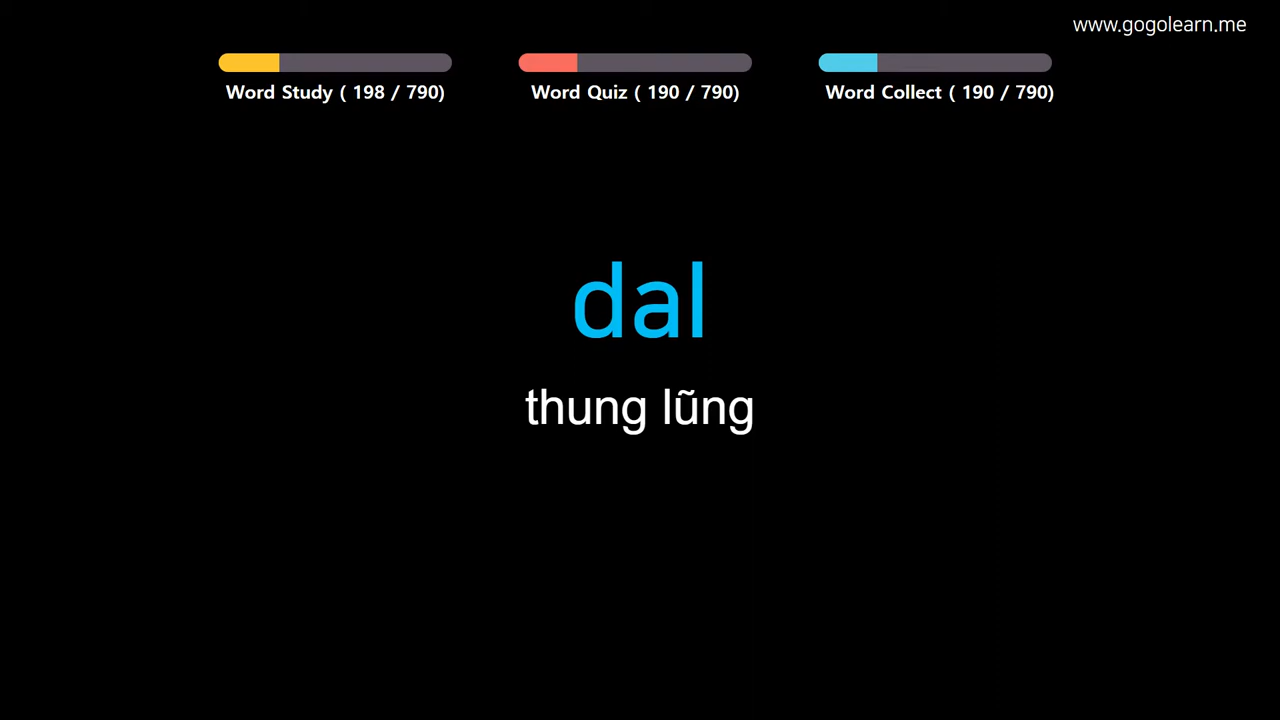 www.gogolearn.me
Word Study ( 198 / 790)
Word Quiz ( 190 / 790)
Word Collect ( 190 / 790)
dal
thung lũng